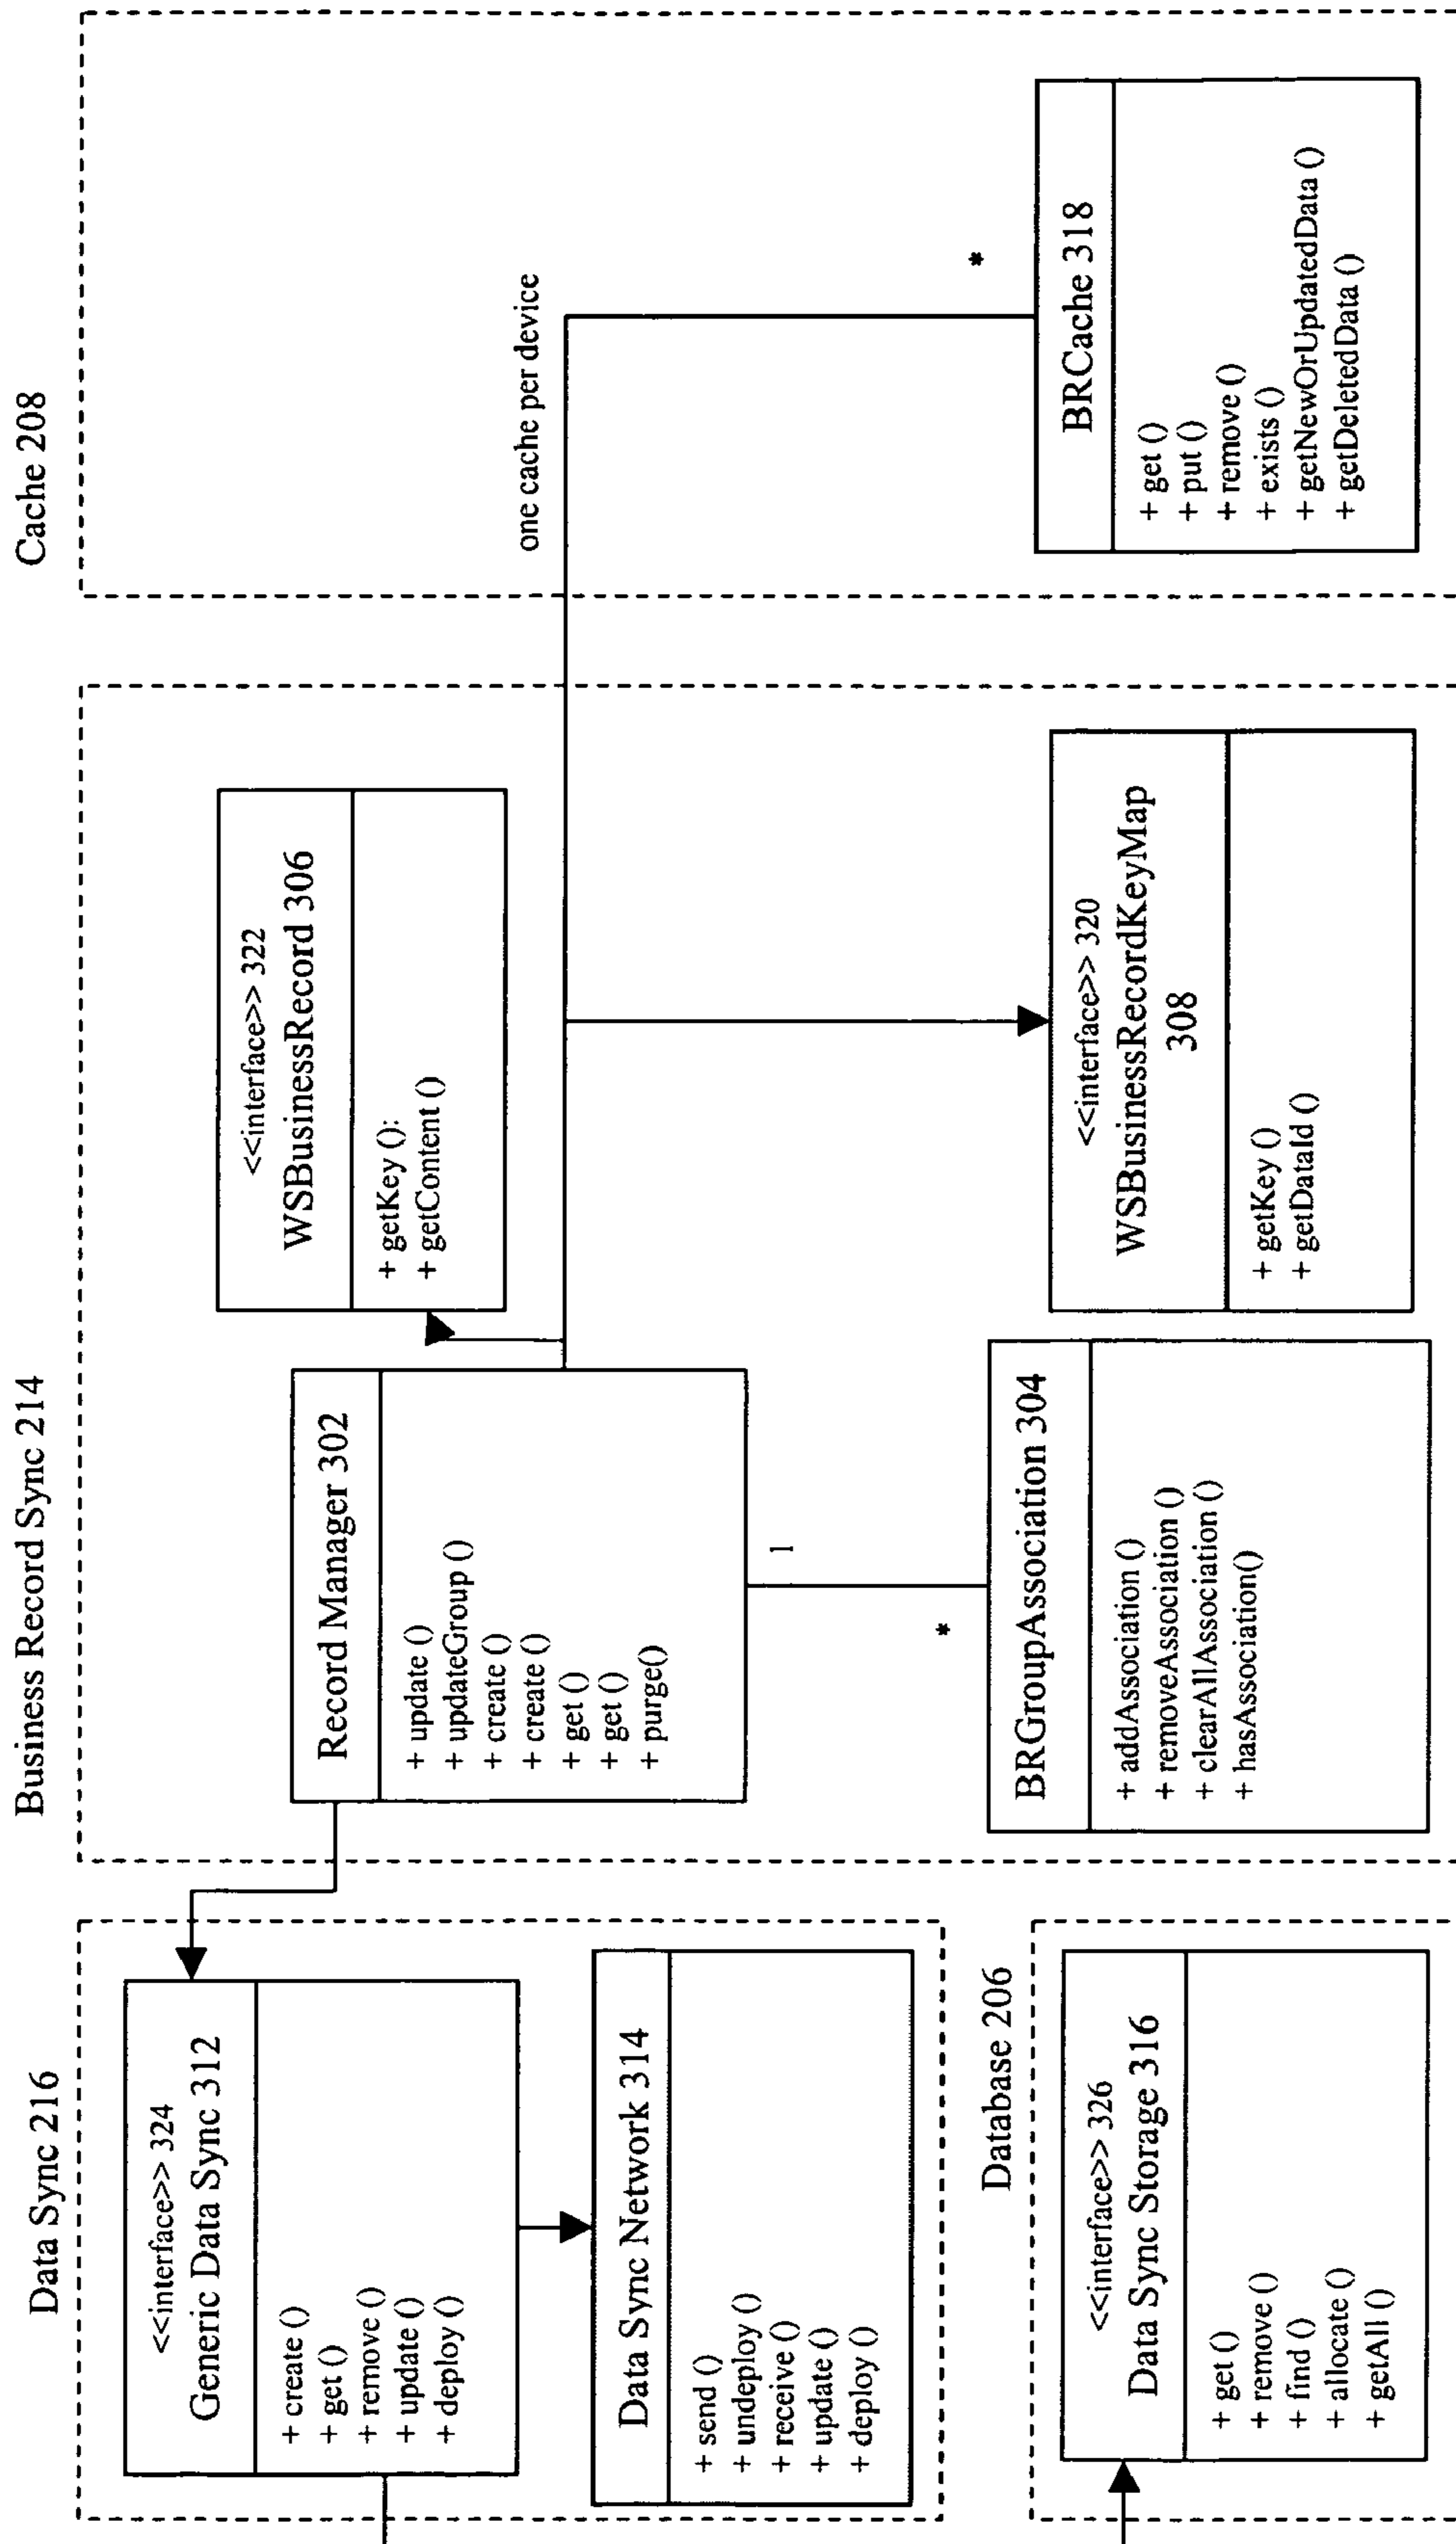 Data Sync 216
<<interface>> 324
Generic Data Sync 312
+ create ()
+ get ()
+ remove ()
+ update ()
+ deploy ()
Data Sync Network 314
+ send ()
+ undeploy ()
+ receive ()
+ update ()
+ deploy ()
Database 206
<<interface>> 326
Data Sync Storage 316
+ get ()
+ remove ()
+ find ()
+ allocate ()
+ getAll ()
Business Record Sync 214
Record Manager 302
+ update ()
+ updateGroup ()
+ create ()
+ create ()
+ get ()
+ get ()
+ purge()
1
*
BRGroupAssociation 304
+ addAssociation ()
+ removeAssociation ()
+ clearAllAssociation ()
+ hasAssociation()
<<interface>> 322
WSBusinessRecord 306
+ getKey ():
+ getContent ()
<<interface>> 320
WSBusinessRecordKeyMap
308
+ getKey ()
+ getDataId ()
Cache 208
one cache per device
*
BRCache 318
+ get ()
+ put ()
+ remove ()
+ exists ()
+ getNewOrUpdatedData ()
+ getDeletedData ()